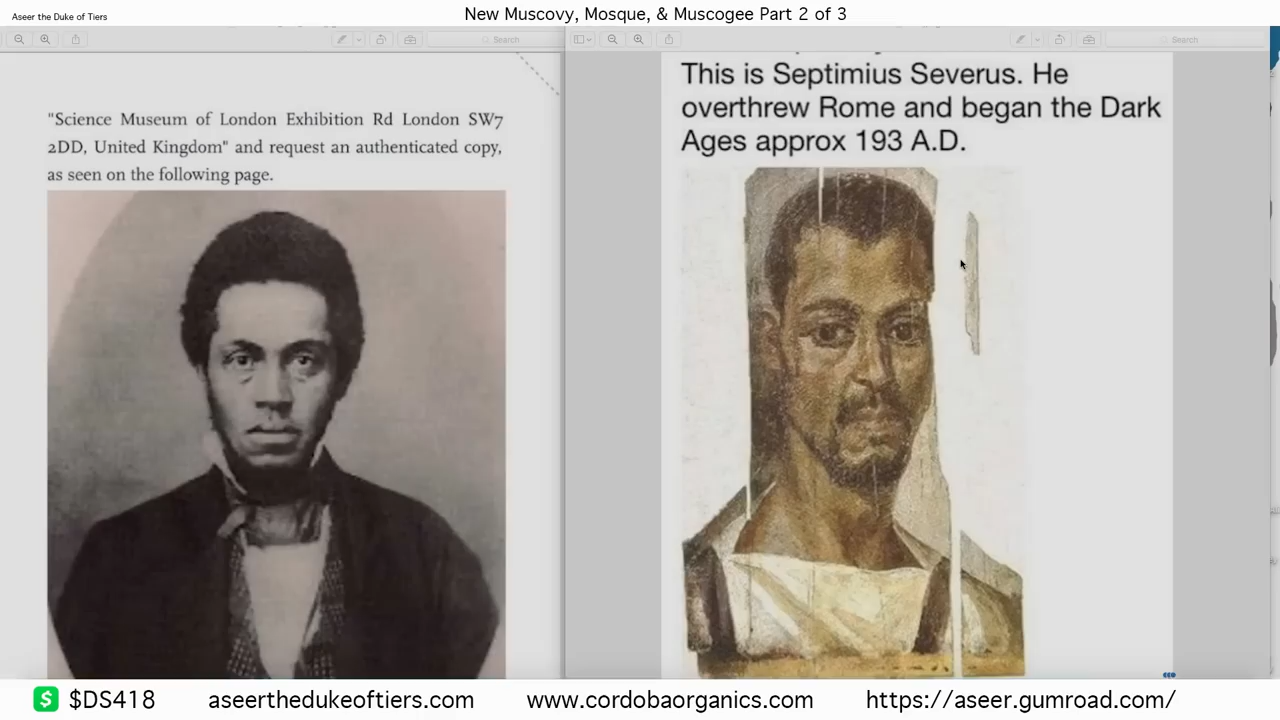 Aseer the Duke of Tiers
New Muscovy, Mosque, & Muscogee Part 2 of 3
Search
Search
"Science Museum of London Exhibition Rd London SW7
2DD, United Kingdom" and request an authenticated copy,
as seen on the following page.
This is Septimius Severus. He
overthrew Rome and began the Dark
Ages approx 193 A.D.
$DS418
aseerthedukeoftiers.com
www.cordobaorganics.com
https://aseer.gumroad.com/